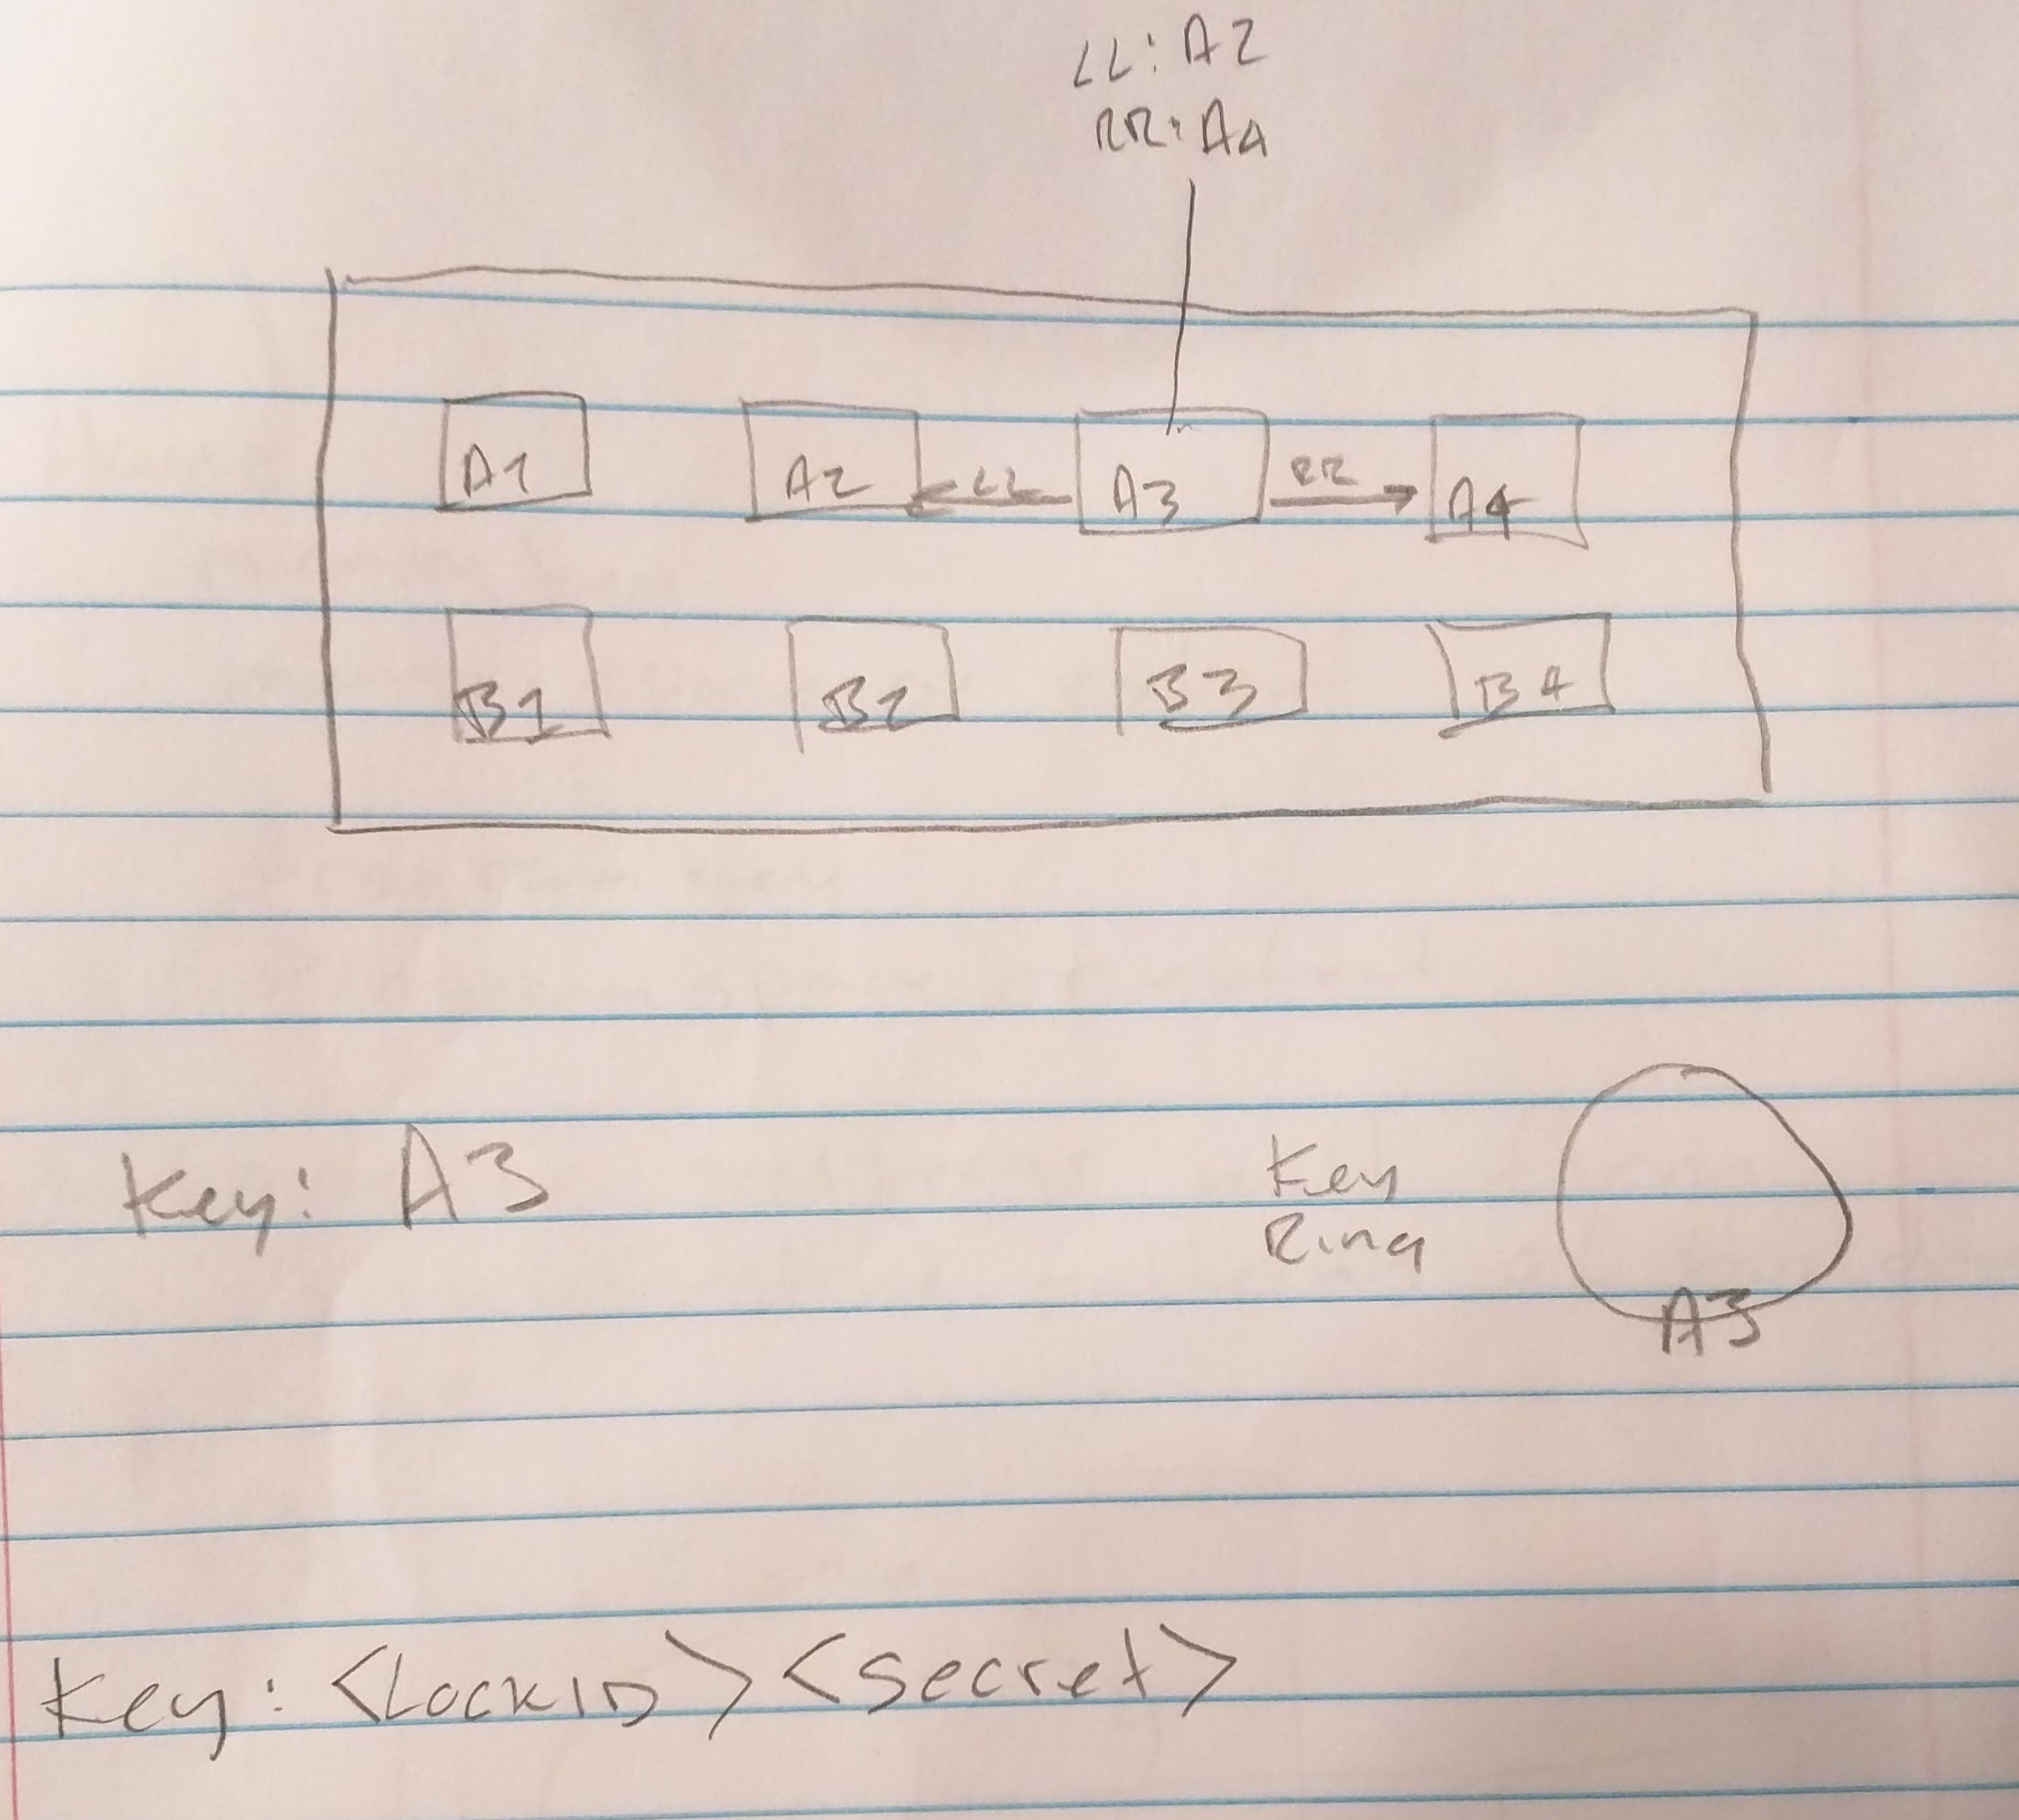 LL: A2
RR: A4
A1 A2 LL A3 RR A4
B1 B2 B3 B4
Key: A3
Key
Ring
A3
Key: <LockID> <secret>